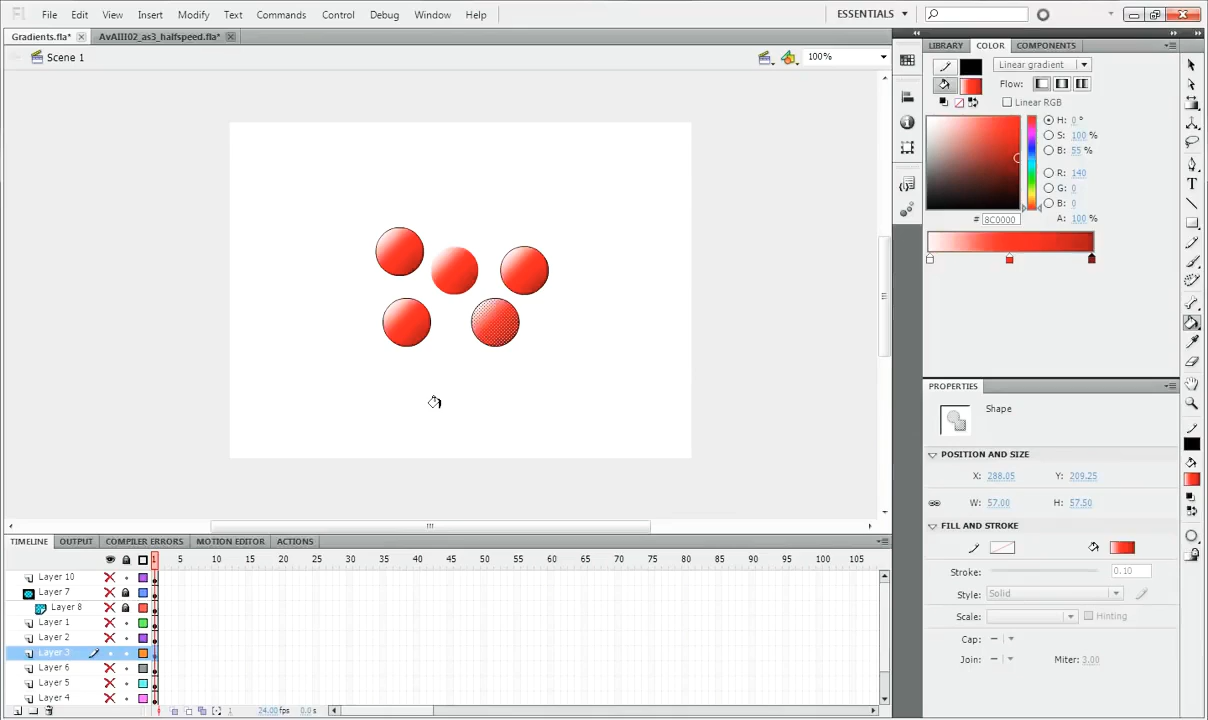 Fl File Edit View Insert Modify Text Commands Control Debug Window Help ESSENTIALS
Gradients.fla* AvAIII02_as3_halfspeed.fla*
Scene 1 100%
LIBRARY COLOR COMPONENTS
Linear gradient
Flow:
Linear RGB
H: 0 °
S: 100 %
B: 55 %
R: 140
G: 0
B: 0
# 8C0000 A: 100 %
PROPERTIES
Shape
POSITION AND SIZE
X: 288.05 Y: 209.25
W: 57.00 H: 57.50
FILL AND STROKE
Stroke: 0.10
Style: Solid
Scale: Hinting
Cap:
Join: Miter: 3.00
TIMELINE OUTPUT COMPILER ERRORS MOTION EDITOR ACTIONS
1 5 10 15 20 25 30 35 40 45 50 55 60 65 70 75 80 85 90 95 100 105
Layer 10
Layer 7
Layer 8
Layer 1
Layer 2
Layer 3
Layer 6
Layer 5
Layer 4
1 24.00fps 0.0s